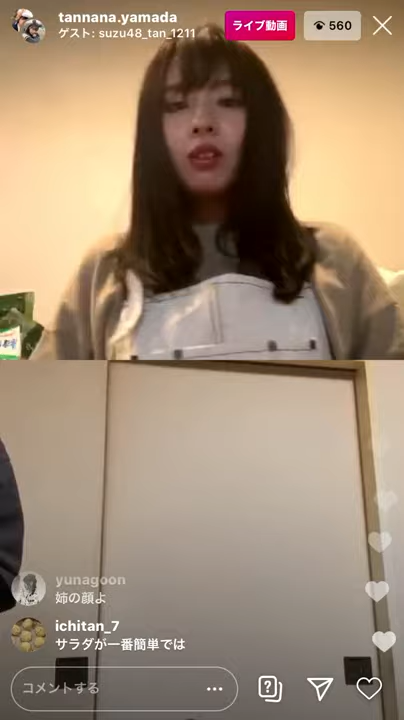 tannana.yamada
ゲスト: suzu48_tan_1211
ライブ動画
560
yunagoon
姉の顔よ
ichitan_7
サラダが一番簡単では
コメントする